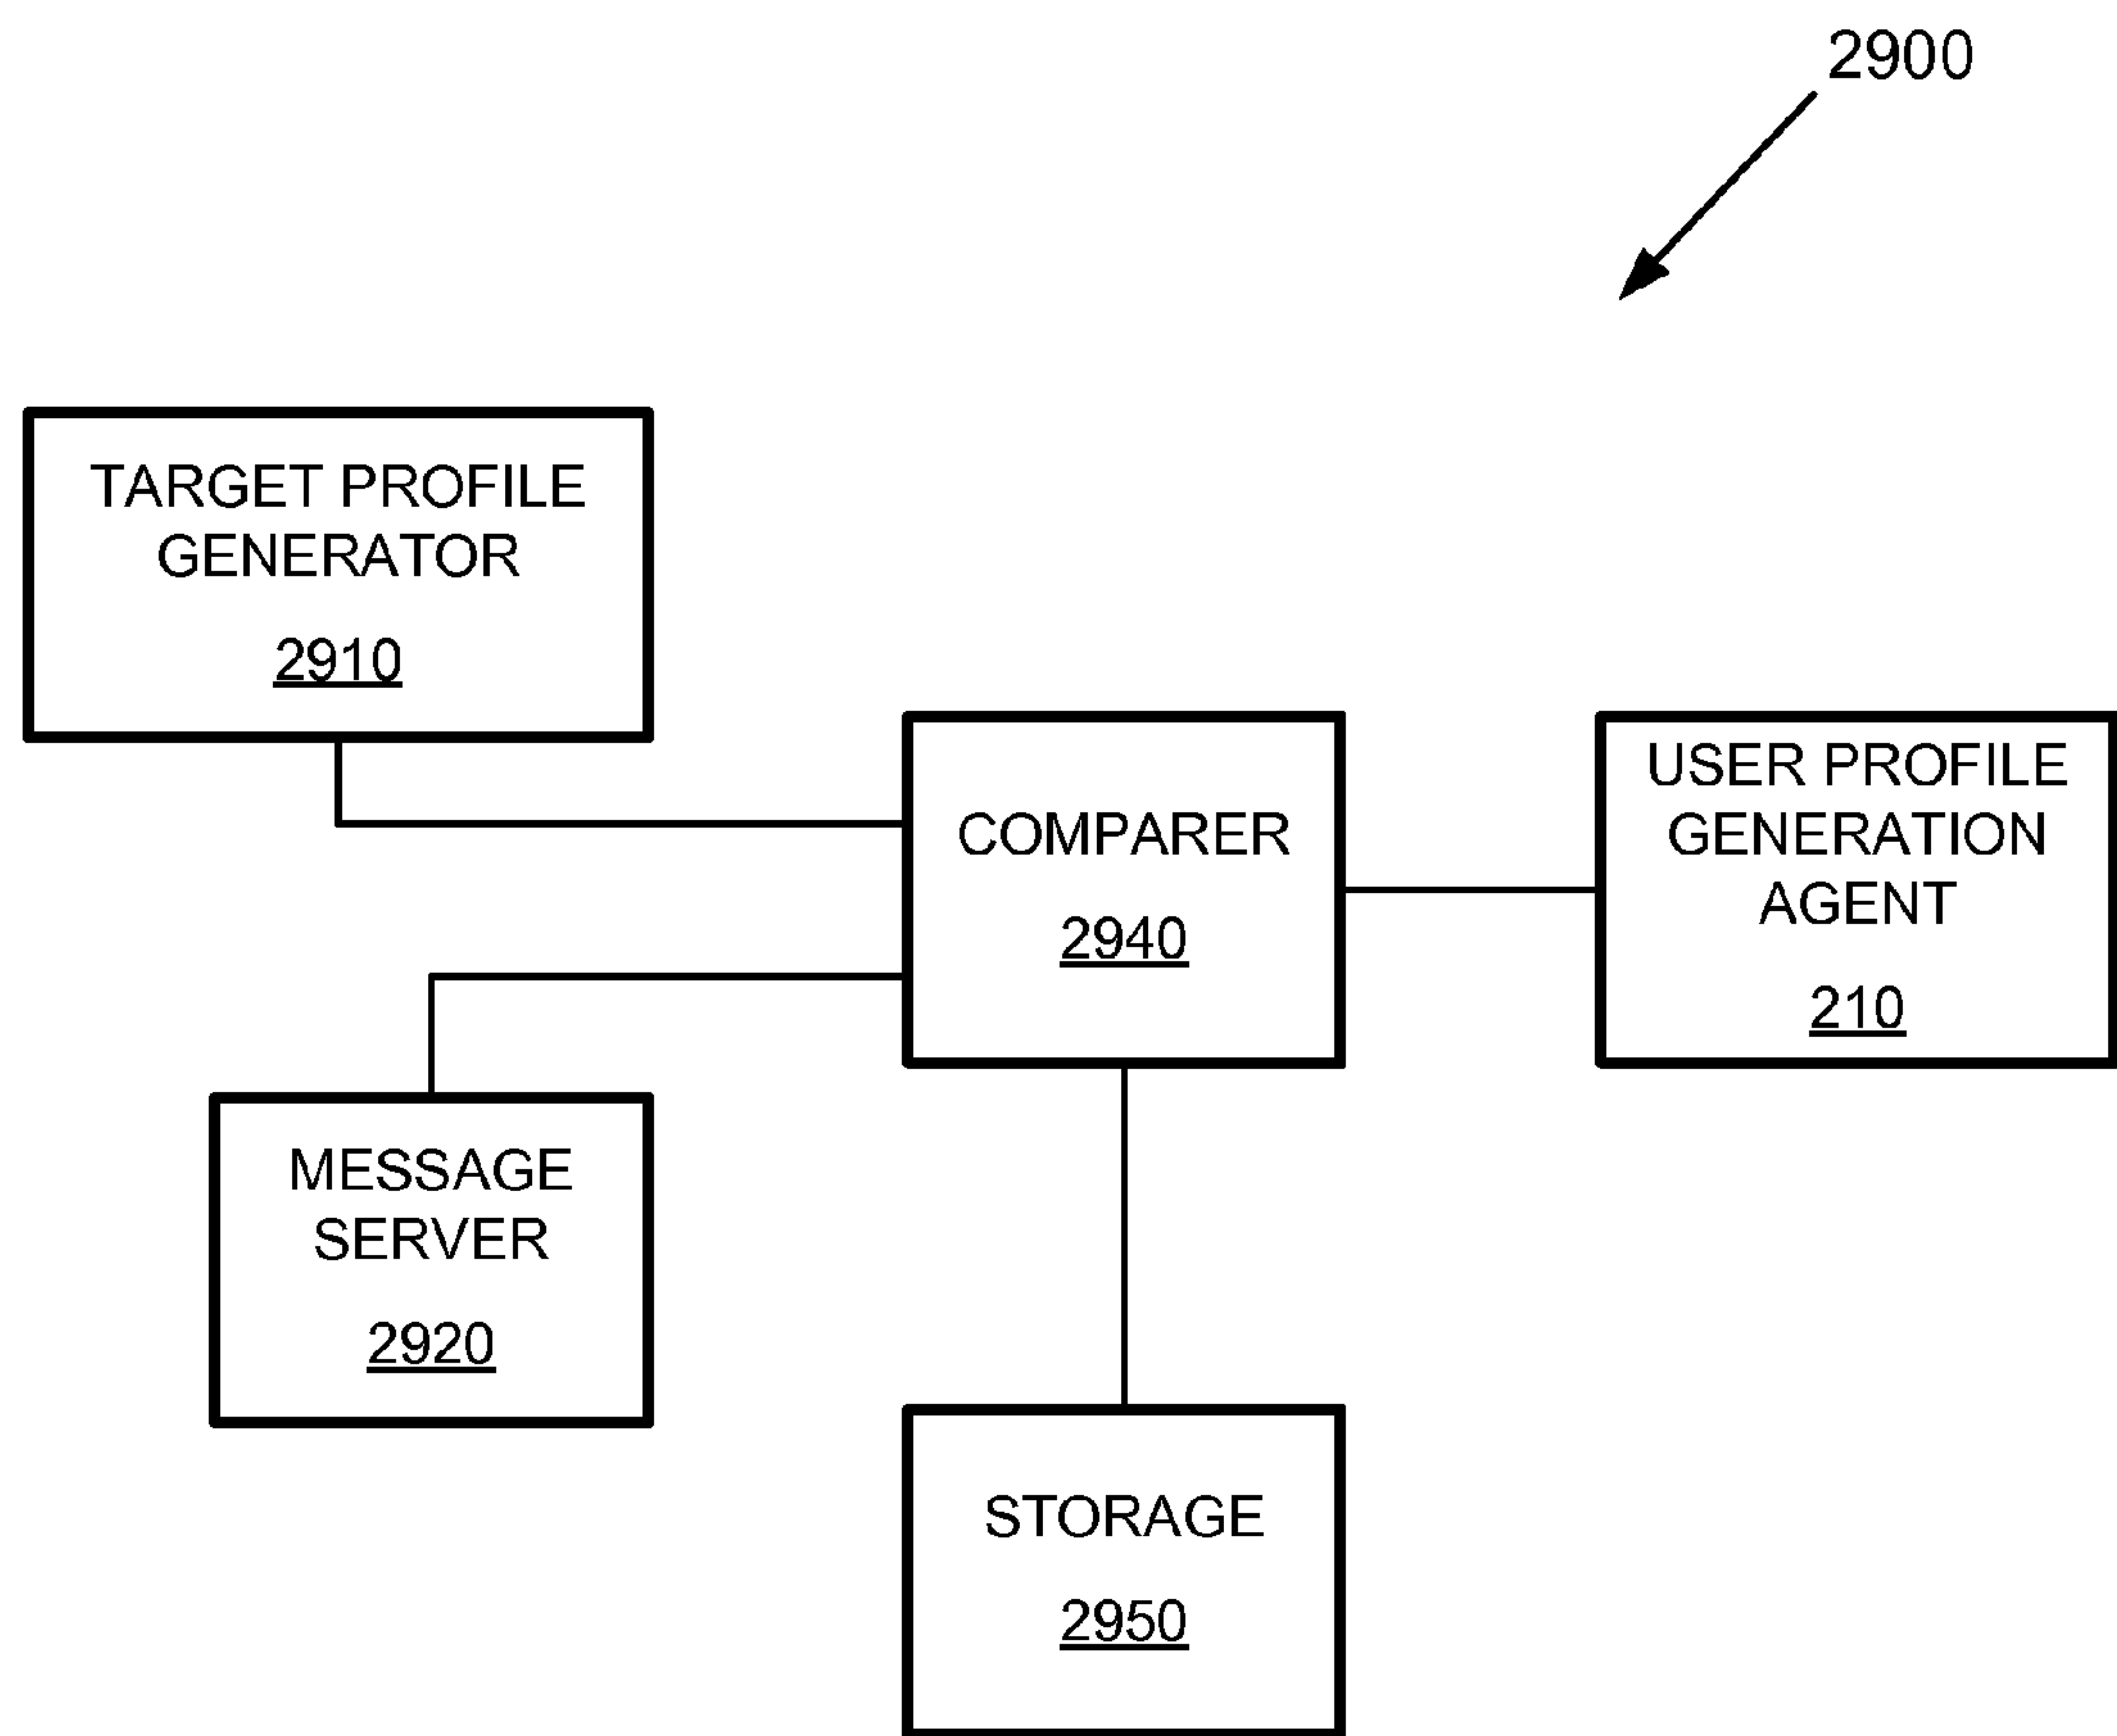 2900
TARGET PROFILE
GENERATOR
2910
COMPARER
2940
USER PROFILE
GENERATION
AGENT
210
MESSAGE
SERVER
2920
STORAGE
2950